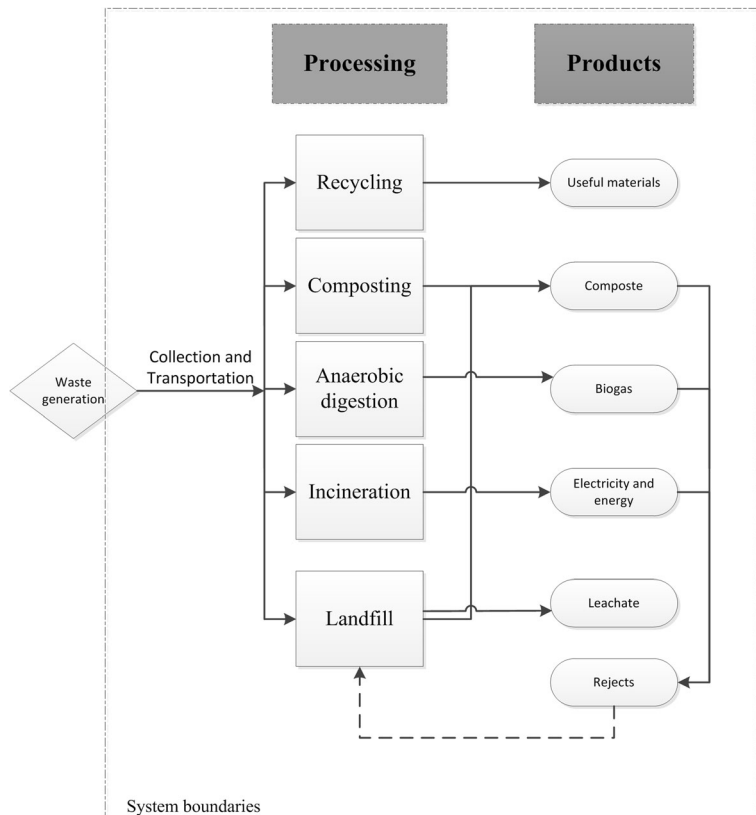 Processing
Products
Recycling
Useful materials
Composting
Composte
Collection and
Transportation
Waste
generation
Anaerobic
digestion
Biogas
Incineration
Electricity and
energy
Landfill
Leachate
Rejects
System boundaries